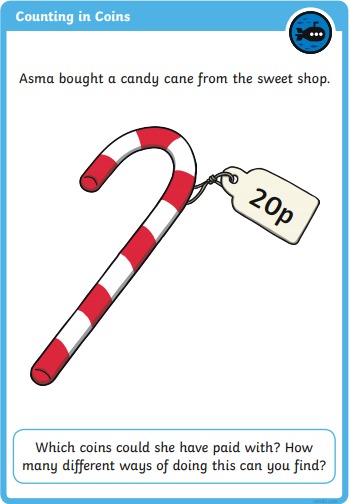 Counting in Coins
Asma bought a candy cane from the sweet shop.
20p
Which coins could she have paid with? How
many different ways of doing this can you find?